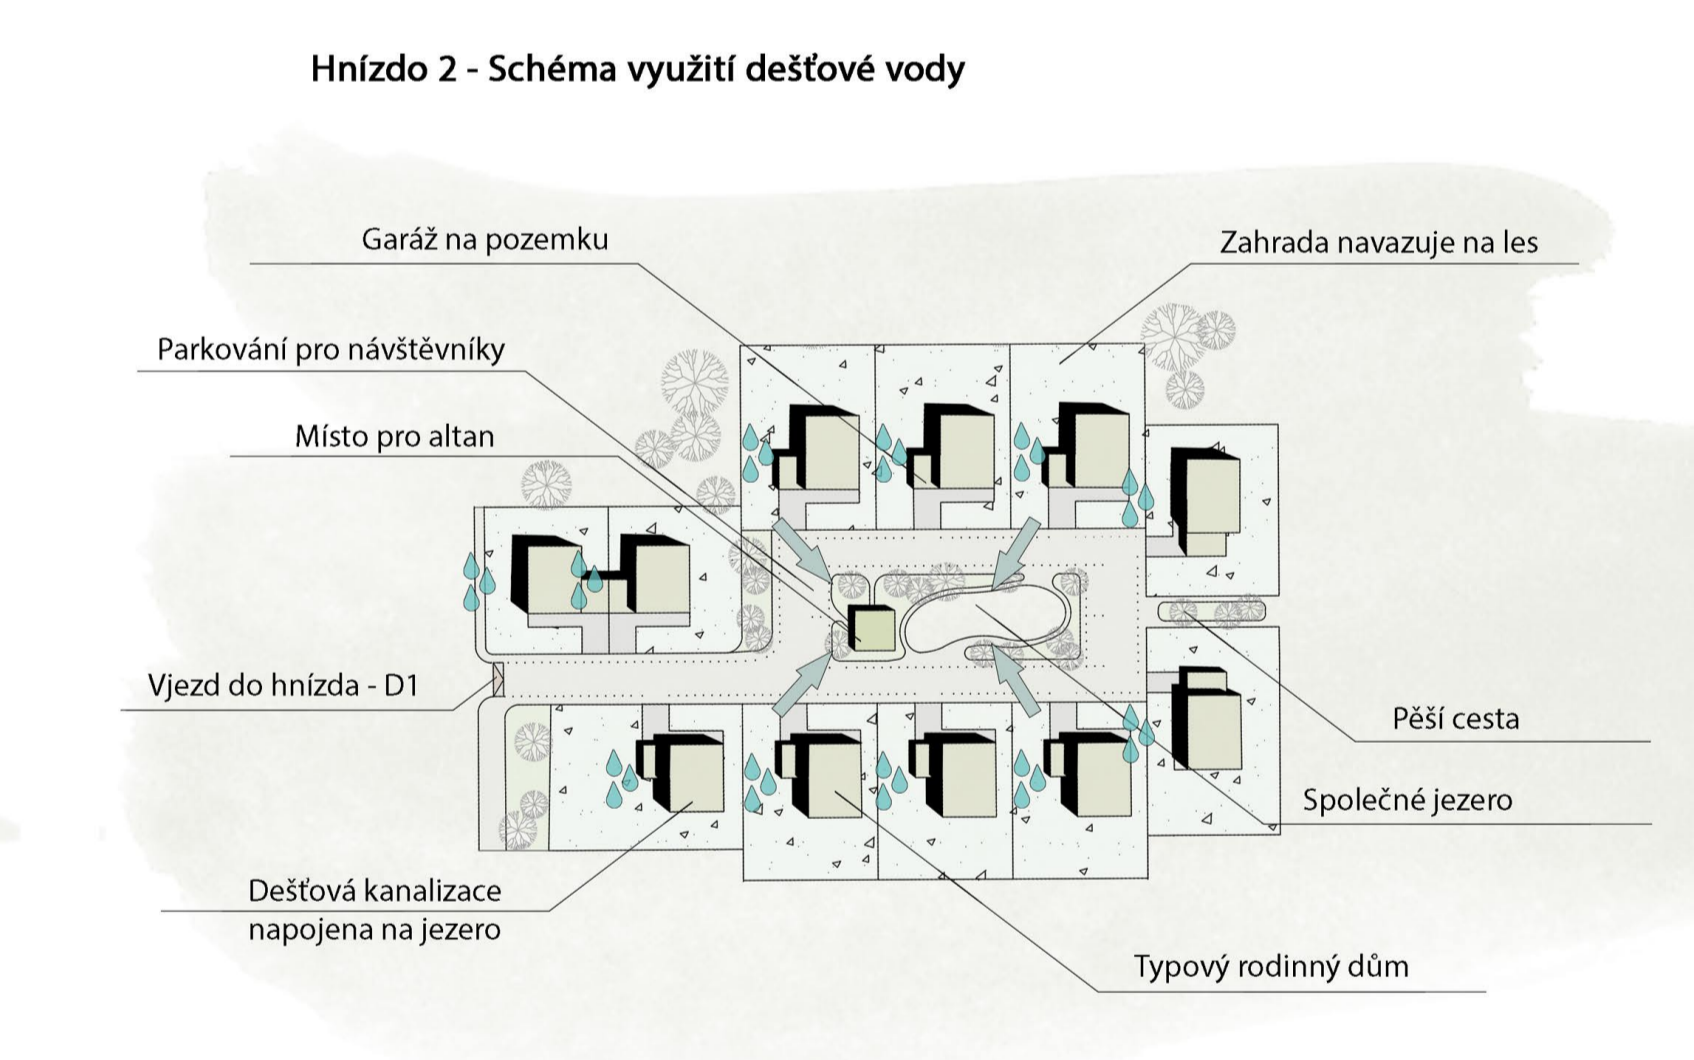 Hnízdo 2 - Schéma využití dešťové vody
Garáž na pozemku
Zahrada navazuje na les
Parkování pro návštěvníky
Místo pro altan
Vjezd do hnízda - D1
Pěší cesta
Společné jezero
Dešťová kanalizace
napojena na jezero
Typový rodinný dům